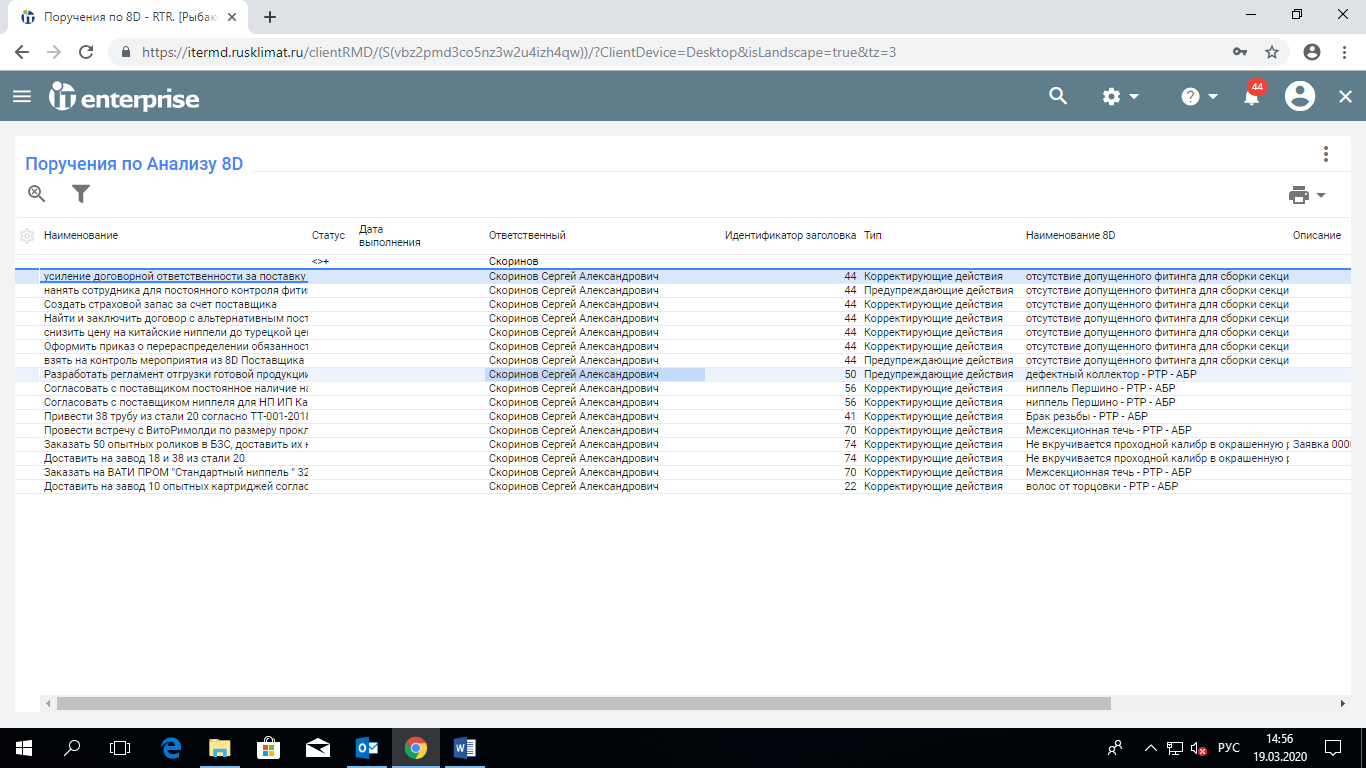 Поручения по 8D - RTR. [Рыбак
https://itermd.rusklimat.ru/clientRMD/(S(vbz2pmd3co5nz3w2u4izh4qw))/?ClientDevice=Desktop&isLandscape=true&tz=3
it enterprise
44
Поручения по Анализу 8D
Наименование Статус Дата выполнения Ответственный Идентификатор заголовка Тип Наименование 8D Описание
<>+ Скоринов
усиление договорной ответственности за поставку Скоринов Сергей Александрович 44 Корректирующие действия отсутствие допущенного фитинга для сборки секци
нанять сотрудника для постоянного контроля фити Скоринов Сергей Александрович 44 Предупреждающие действия отсутствие допущенного фитинга для сборки секци
Создать страховой запас за счет поставщика Скоринов Сергей Александрович 44 Корректирующие действия отсутствие допущенного фитинга для сборки секци
Найти и заключить договор с альтернативным пост Скоринов Сергей Александрович 44 Корректирующие действия отсутствие допущенного фитинга для сборки секци
снизить цену на китайские ниппели до турецкой це Скоринов Сергей Александрович 44 Корректирующие действия отсутствие допущенного фитинга для сборки секци
Оформить приказ о перераспределении обязанност Скоринов Сергей Александрович 44 Корректирующие действия отсутствие допущенного фитинга для сборки секци
взять на контроль мероприятия из 8D Поставщика Скоринов Сергей Александрович 44 Предупреждающие действия отсутствие допущенного фитинга для сборки секци
Разработать регламент отгрузки готовой продукции Скоринов Сергей Александрович 50 Предупреждающие действия дефектный коллектор - РТР - АБР
Согласовать с поставщиком постоянное наличие на Скоринов Сергей Александрович 56 Корректирующие действия ниппель Першино - РТР - АБР
Согласовать с поставщиком ниппеля для НП ИП Ка Скоринов Сергей Александрович 56 Корректирующие действия ниппель Першино - РТР - АБР
Привести 38 трубу из стали 20 согласно ТТ-001-2018 Скоринов Сергей Александрович 41 Корректирующие действия Брак резьбы - РТР - АБР
Провести встречу с ВитоРимолди по размеру прокл Скоринов Сергей Александрович 70 Корректирующие действия Межсекционная течь - РТР - АБР
Заказать 50 опытных роликов в БЗС, доставить их н Скоринов Сергей Александрович 74 Корректирующие действия Не вкручивается проходной калибр в окрашенную р Заявка 000
Доставить на завод 18 и 38 из стали 20 Скоринов Сергей Александрович 74 Корректирующие действия Не вкручивается проходной калибр в окрашенную р
Заказать на ВАТИ ПРОМ "Стандартный ниппель " 32 Скоринов Сергей Александрович 70 Корректирующие действия Межсекционная течь - РТР - АБР
Доставить на завод 10 опытных картриджей соглас Скоринов Сергей Александрович 22 Корректирующие действия волос от торцовки - РТР - АБР
РУС
14:56
19.03.2020